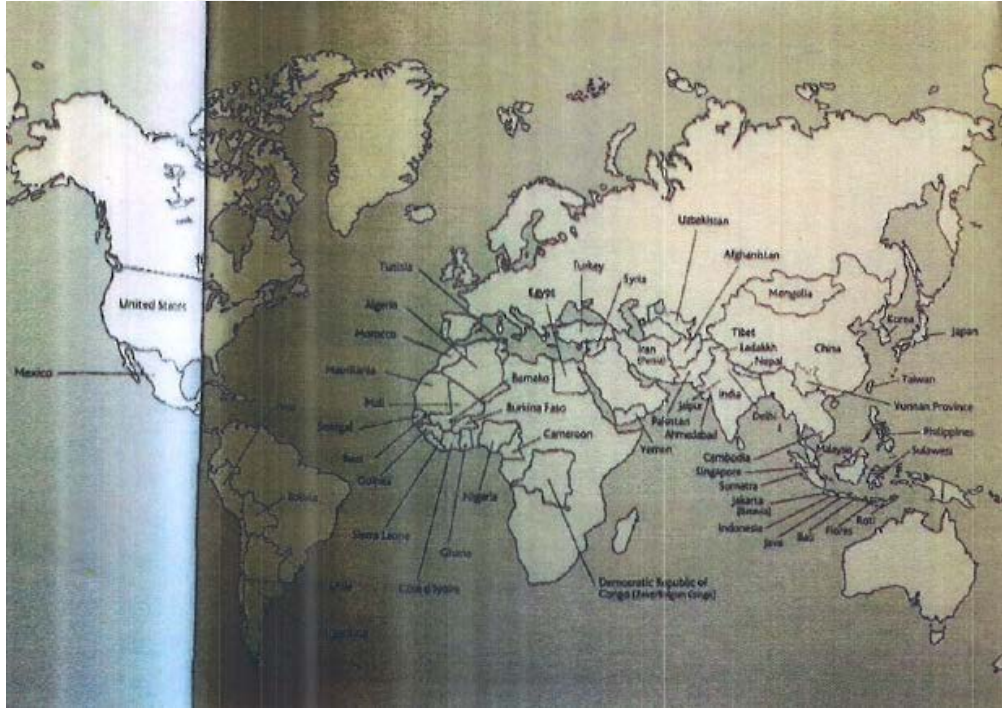 Uzbekistan
Afghanistan
Tunisia
Turkey
Syria
Egypt
Mongolia
United States
Algeria
Korea
Morocco
Tibet
Japan
Iran
(Persia)
Ladakh
China
Nepal
Mexico
Mauritania
Bamako
Taiwan
India
Jaipur
Mali
Burkina Faso
Yunnan Province
Delhi
Pakistan
Senegal
Ahmedabad
Philippines
Cameroon
Yemen
Malaysia
Sulawesi
Cambodia
Singapore
Guinea
Sumatra
Nigeria
Bolivia
Jakarta
(Batavia)
Roti
Indonesia
Flores
Sierra Leone
Bali
Java
Ghana
Democratic Republic of
Congo
Chile
Côte d'Ivoire